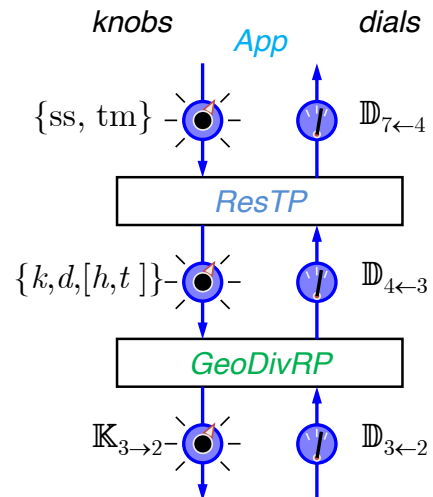 knobs App dials
{ss, tm} 𝔻7←4
ResTP
{k,d,[h,t ]} 𝔻4←3
GeoDivRP
𝕂3→2 𝔻3←2